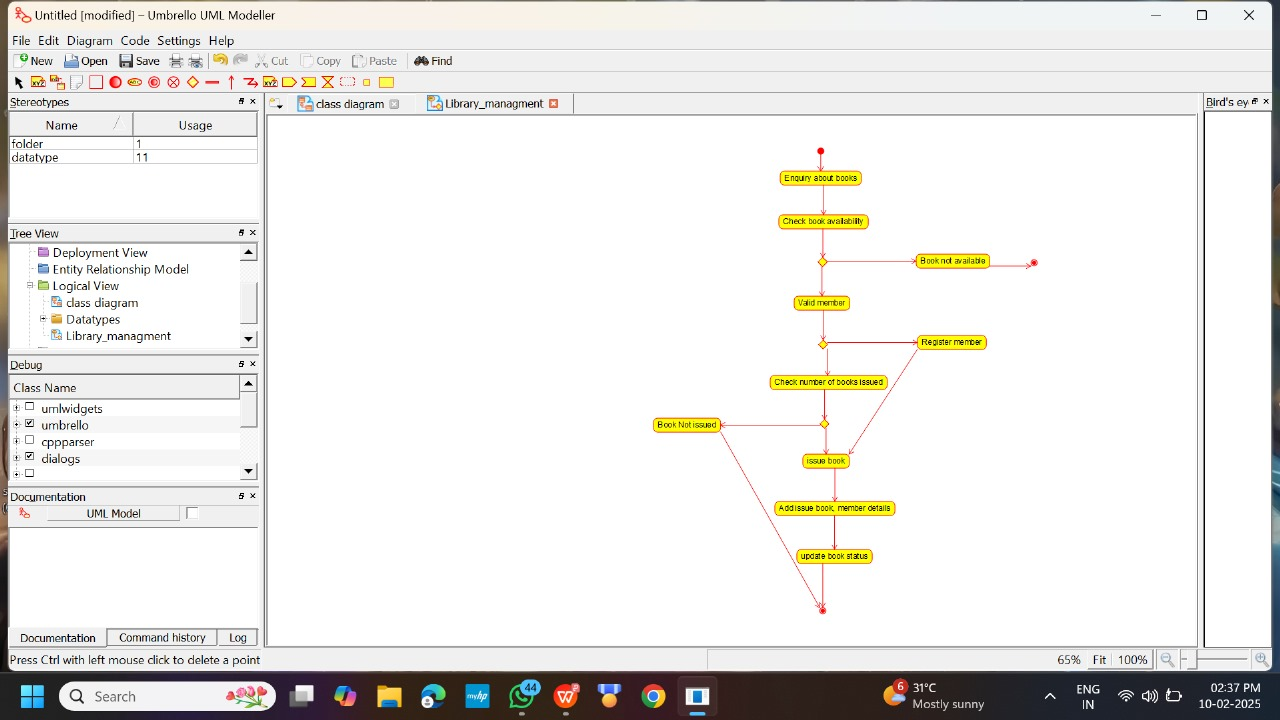 Untitled [modified] – Umbrello UML Modeller
File Edit Diagram Code Settings Help
New Open Save Cut Copy Paste Find
Stereotypes
class diagram Library_managment
Bird's ey
Name Usage
folder 1
datatype 11
Tree View
Deployment View
Entity Relationship Model
Logical View
class diagram
Datatypes
Library_managment
Debug
Class Name
umlwidgets
umbrello
cppparser
dialogs
Documentation
UML Model
Documentation Command history Log
Enquiry about books
Check book availability
Book not available
Valid member
Register member
Check number of books issued
Book Not issued
issue book
Add issue book, member details
update book status
Press Ctrl with left mouse click to delete a point
65% Fit 100%
Search
myhp
44
6
31°C
Mostly sunny
ENG
IN
02:37 PM
10-02-2025